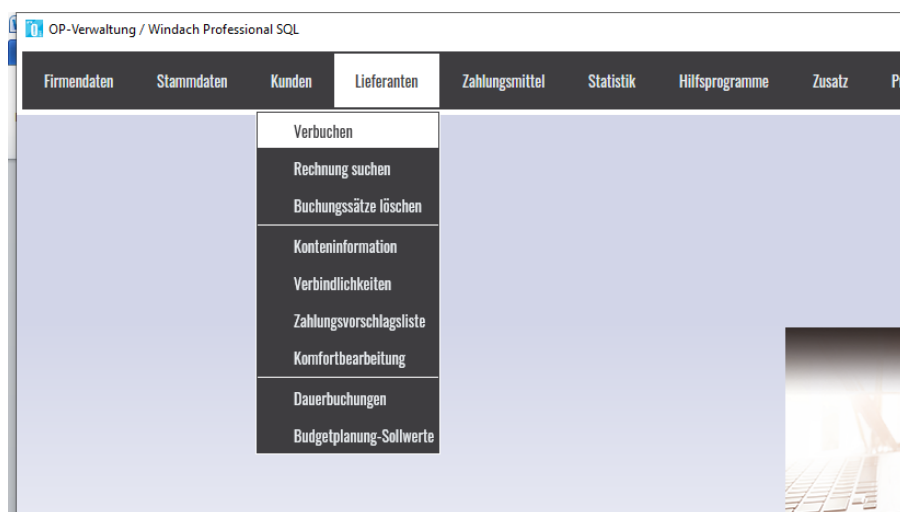 OP-Verwaltung / Windach Professional SQL
Firmendaten Stammdaten Kunden Lieferanten Zahlungsmittel Statistik Hilfsprogramme Zusatz
Verbuchen
Rechnung suchen
Buchungssätze löschen
Konteninformation
Verbindlichkeiten
Zahlungsvorschlagsliste
Komfortbearbeitung
Dauerbuchungen
Budgetplanung-Sollwerte